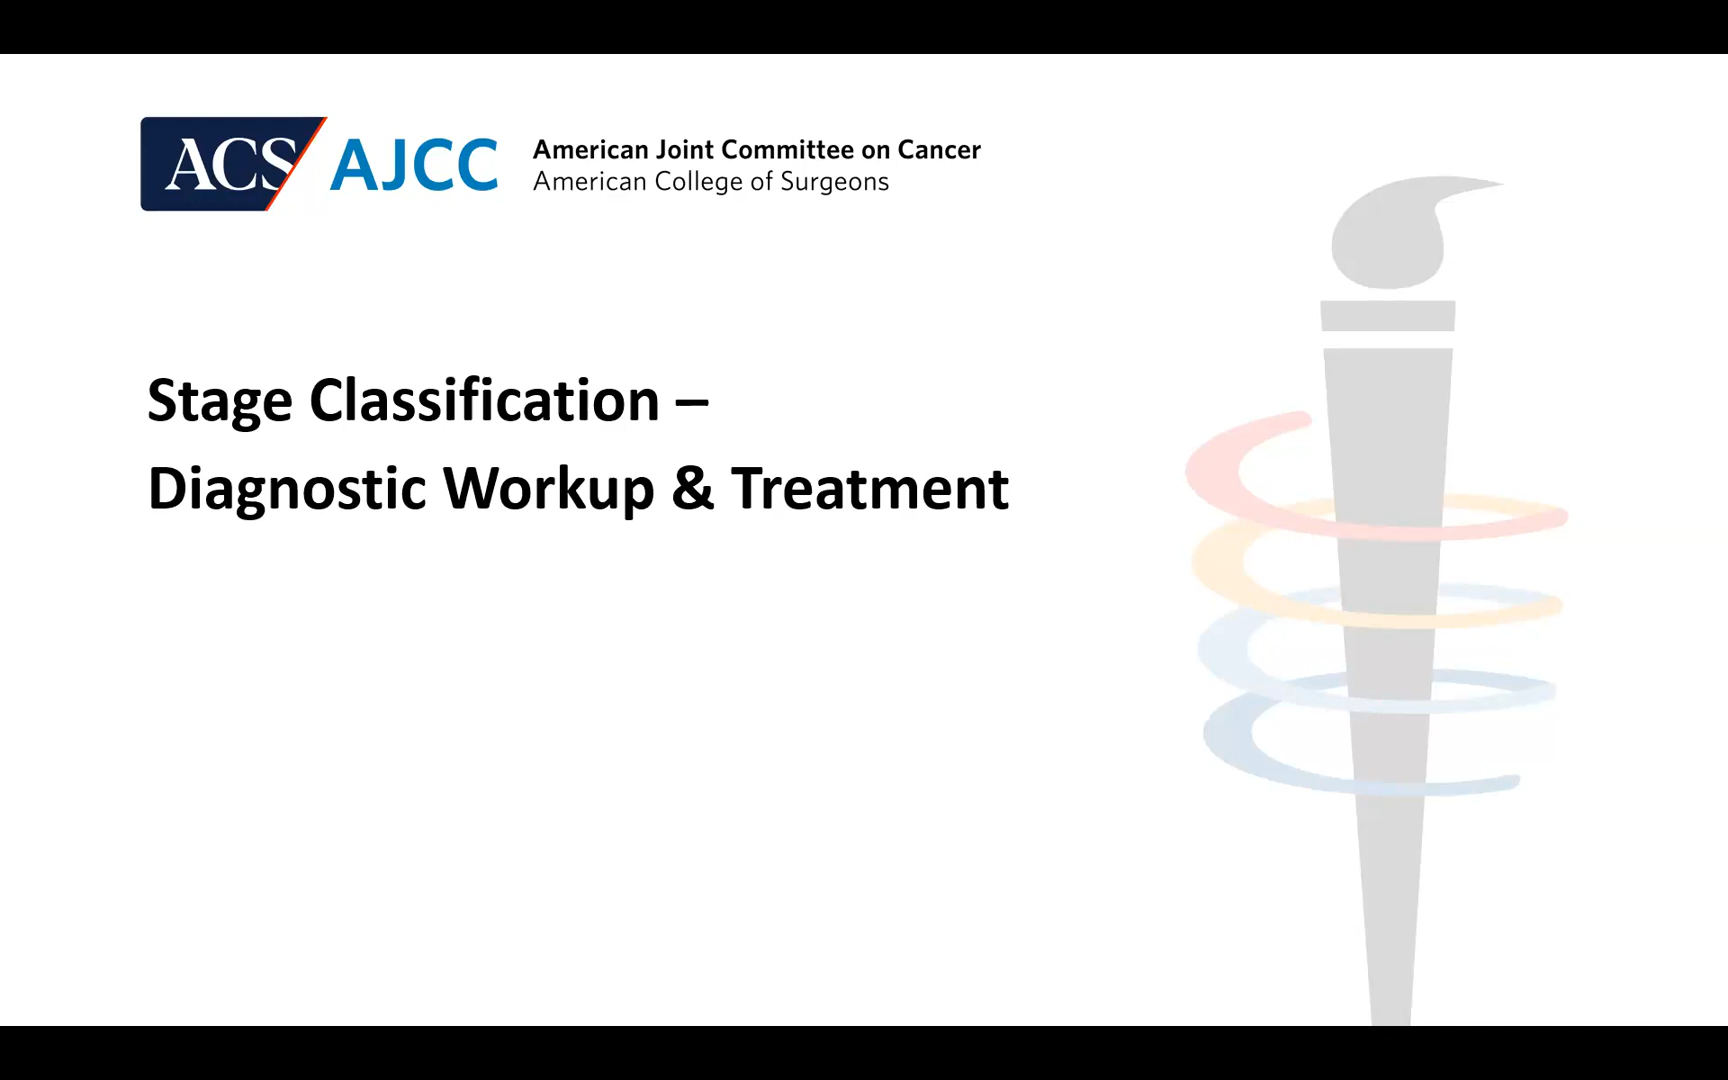 ACS AJCC American Joint Committee on Cancer
American College of Surgeons
Stage Classification –
Diagnostic Workup & Treatment